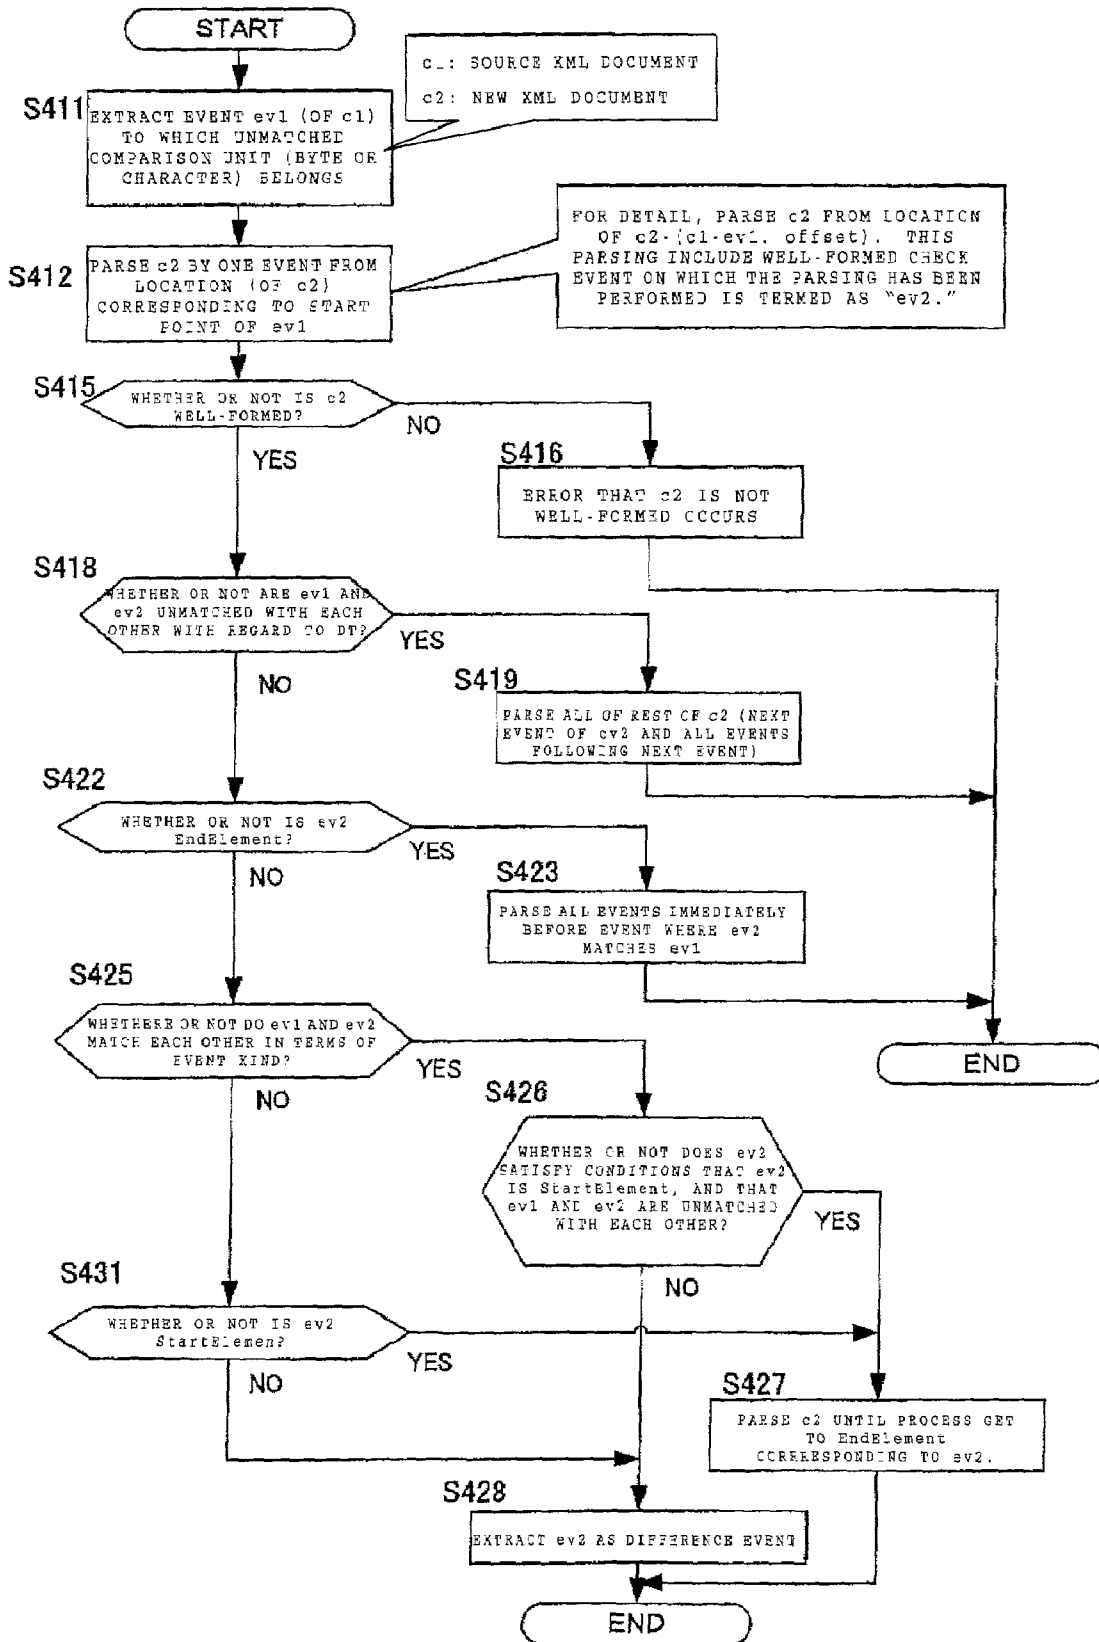 START
c1: SOURCE XML DOCUMENT
c2: NEW XML DOCUMENT
S411
EXTRACT EVENT ev1 (OF c1)
TO WHICH UNMATCHED
COMPARISON UNIT (BYTE OR
CHARACTER) BELONGS
FOR DETAIL, PARSE c2 FROM LOCATION
OF c2-(c1-ev1. offset). THIS
PARSING INCLUDE WELL-FORMED CHECK
EVENT ON WHICH THE PARSING HAS BEEN
PERFORMED IS TERMED AS "ev2."
S412
PARSE c2 BY ONE EVENT FROM
LOCATION (OF c2)
CORRESPONDING TO START
POINT OF ev1
S415
WHETHER OR NOT IS c2
WELL-FORMED?
NO
YES
S416
ERROR THAT c2 IS NOT
WELL-FORMED OCCURS
S418
WHETHER OR NOT ARE ev1 AND
ev2 UNMATCHED WITH EACH
OTHER WITH REGARD TO DT?
YES
NO
S419
PARSE ALL OF REST OF c2 (NEXT
EVENT OF ev2 AND ALL EVENTS
FOLLOWING NEXT EVENT)
S422
WHETHER OR NOT IS ev2
EndElement?
YES
NO
S423
PARSE ALL EVENTS IMMEDIATELY
BEFORE EVENT WHERE ev2
MATCHES ev1
S425
WHETHERE OR NOT DO ev1 AND ev2
MATCH EACH OTHER IN TERMS OF
EVENT KIND?
YES
NO
END
S426
WHETHER OR NOT DOES ev2
SATISFY CONDITIONS THAT ev2
IS StartElement, AND THAT
ev1 AND ev2 ARE UNMATCHED
WITH EACH OTHER?
YES
NO
S431
WHETHER OR NOT IS ev2
StartElemen?
YES
NO
S427
PARSE c2 UNTIL PROCESS GET
TO EndElement
CORRRESPONDING TO ev2.
S428
EXTRACT ev2 AS DIFFERENCE EVENT
END